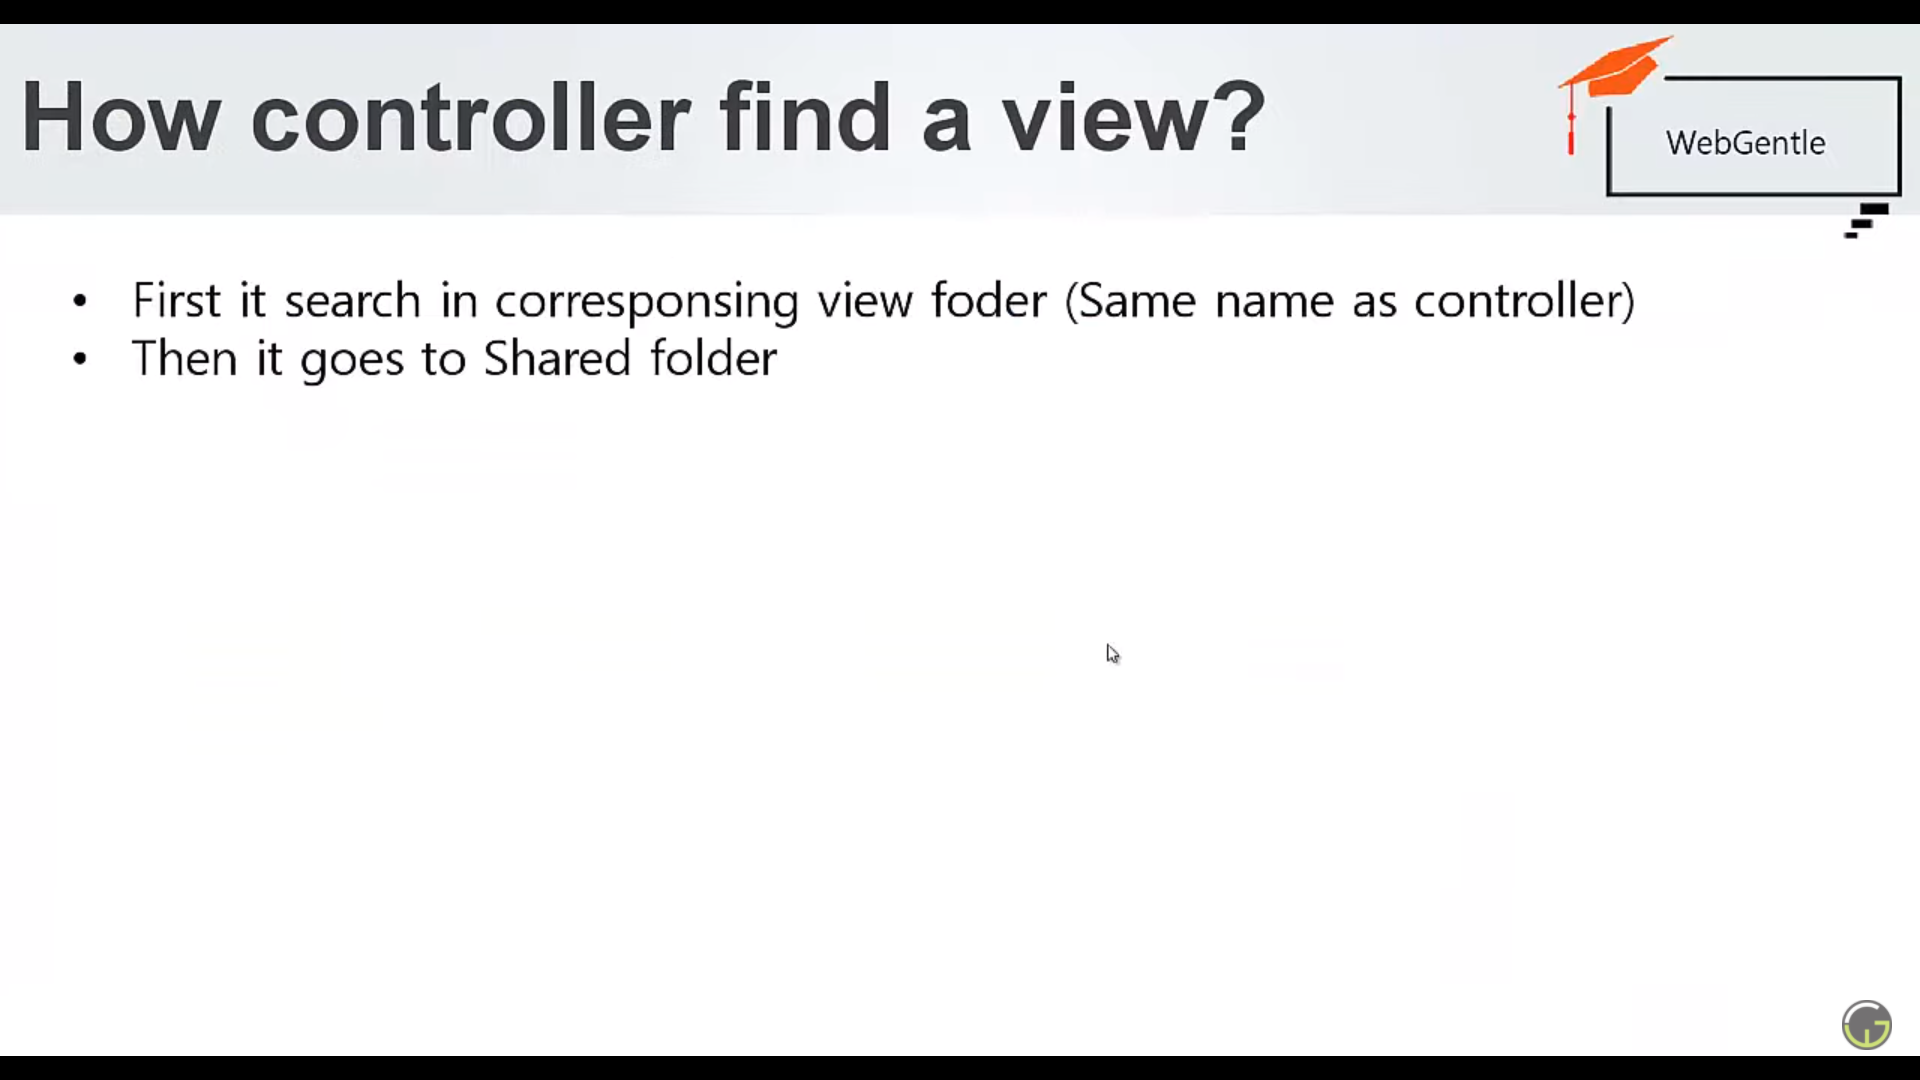 How controller find a view?
WebGentle
• First it search in corresponsing view foder (Same name as controller)
• Then it goes to Shared folder